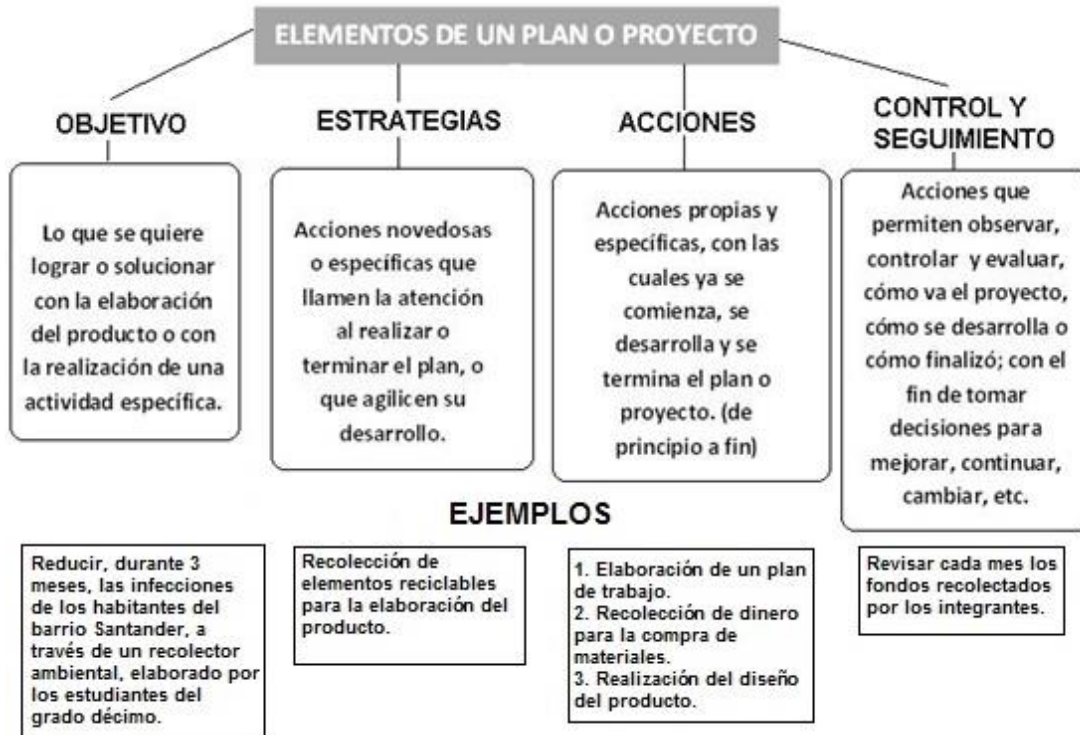 ELEMENTOS DE UN PLAN O PROYECTO
OBJETIVO
Lo que se quiere
lograr o solucionar
con la elaboración
del producto o con
la realización de una
actividad específica.
ESTRATEGIAS
Acciones novedosas
o específicas que
llamen la atención
al realizar o
terminar el plan, o
que agilicen su
desarrollo.
ACCIONES
Acciones propias y
específicas, con las
cuales ya se
comienza, se
desarrolla y se
termina el plan o
proyecto. (de
principio a fin)
CONTROL Y
SEGUIMIENTO
Acciones que
permiten observar,
controlar y evaluar,
cómo va el proyecto,
cómo se desarrolla o
cómo finalizó; con el
fin de tomar
decisiones para
mejorar, continuar,
cambiar, etc.
EJEMPLOS
Reducir, durante 3
meses, las infecciones
de los habitantes del
barrio Santander, a
través de un recolector
ambiental, elaborado por
los estudiantes del
grado décimo.
Recolección de
elementos reciclables
para la elaboración del
producto.
1. Elaboración de un plan
de trabajo.
2. Recolección de dinero
para la compra de
materiales.
3. Realización del diseño
del producto.
Revisar cada mes los
fondos recolectados
por los integrantes.